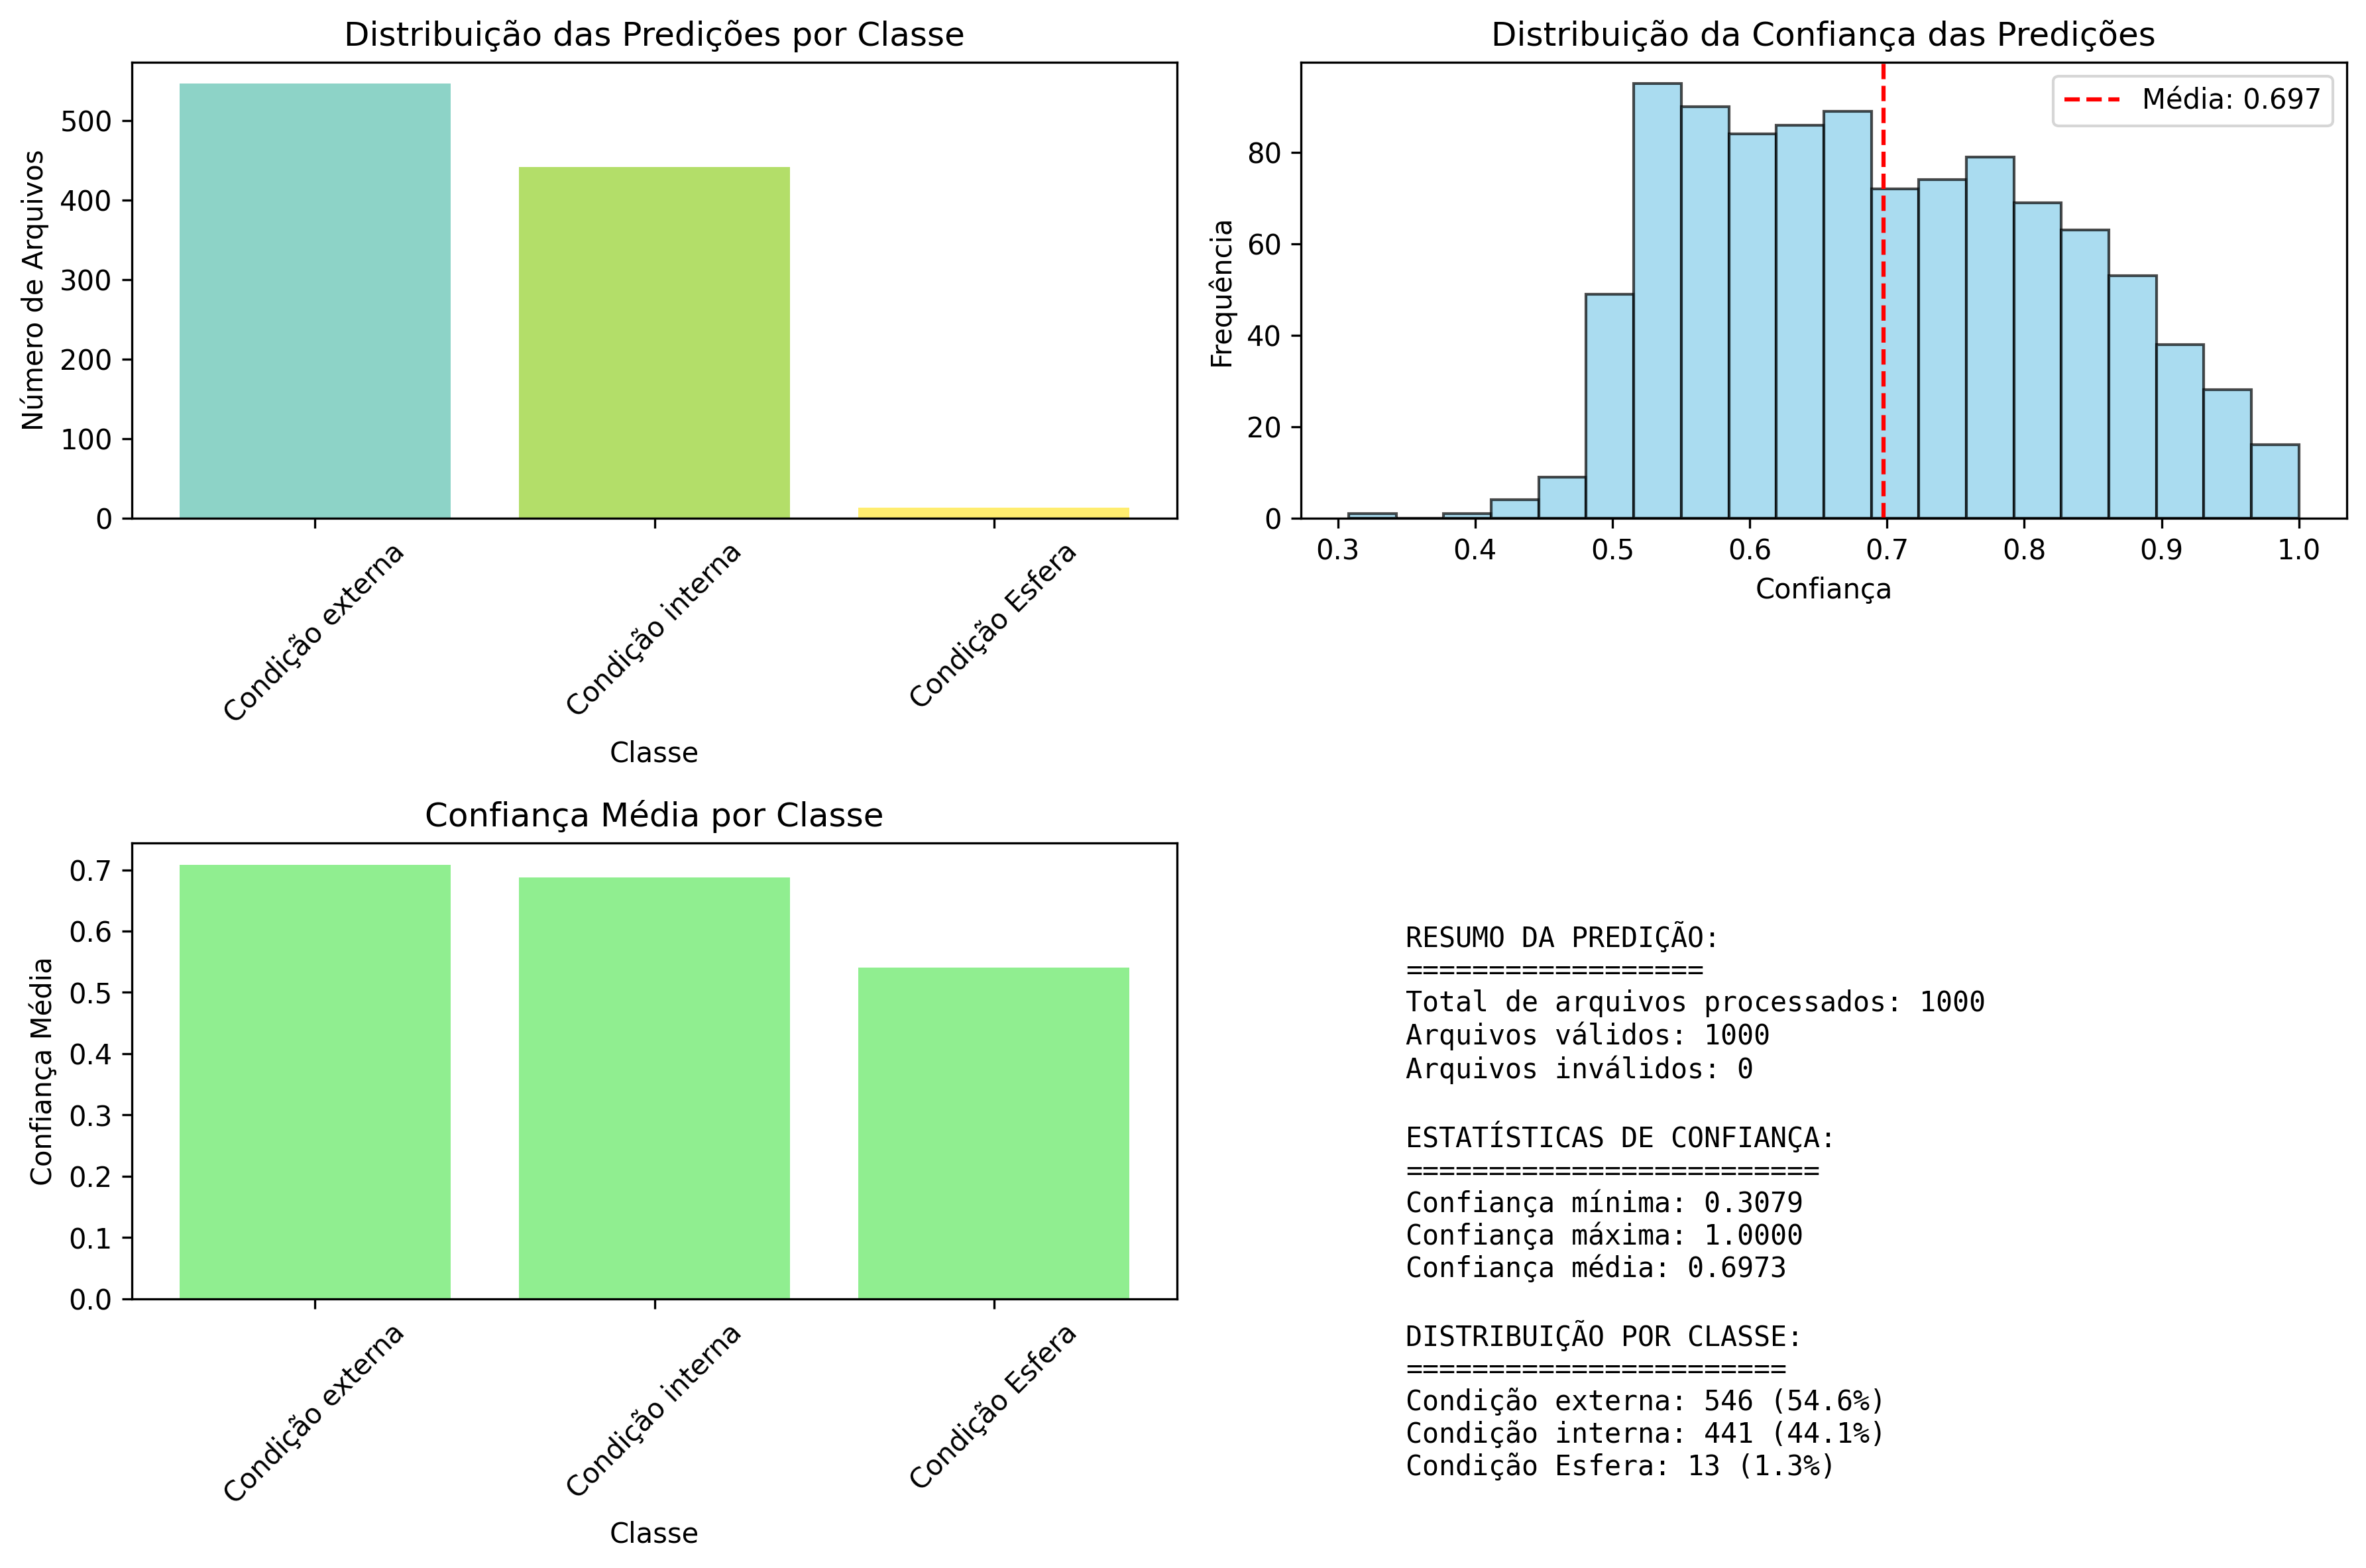 Distribuição das Predições por Classe
Número de Arquivos
500
400
300
200
100
0
Condição externa
Condição interna
Condição Esfera
Classe
Distribuição da Confiança das Predições
Média: 0.697
Frequência
80
60
40
20
0
0.3 0.4 0.5 0.6 0.7 0.8 0.9 1.0
Confiança
Confiança Média por Classe
Confiança Média
0.7
0.6
0.5
0.4
0.3
0.2
0.1
0.0
Condição externa
Condição interna
Condição Esfera
Classe
RESUMO DA PREDIÇÃO:
==================
Total de arquivos processados: 1000
Arquivos válidos: 1000
Arquivos inválidos: 0
ESTATÍSTICAS DE CONFIANÇA:
=========================
Confiança mínima: 0.3079
Confiança máxima: 1.0000
Confiança média: 0.6973
DISTRIBUIÇÃO POR CLASSE:
=======================
Condição externa: 546 (54.6%)
Condição interna: 441 (44.1%)
Condição Esfera: 13 (1.3%)